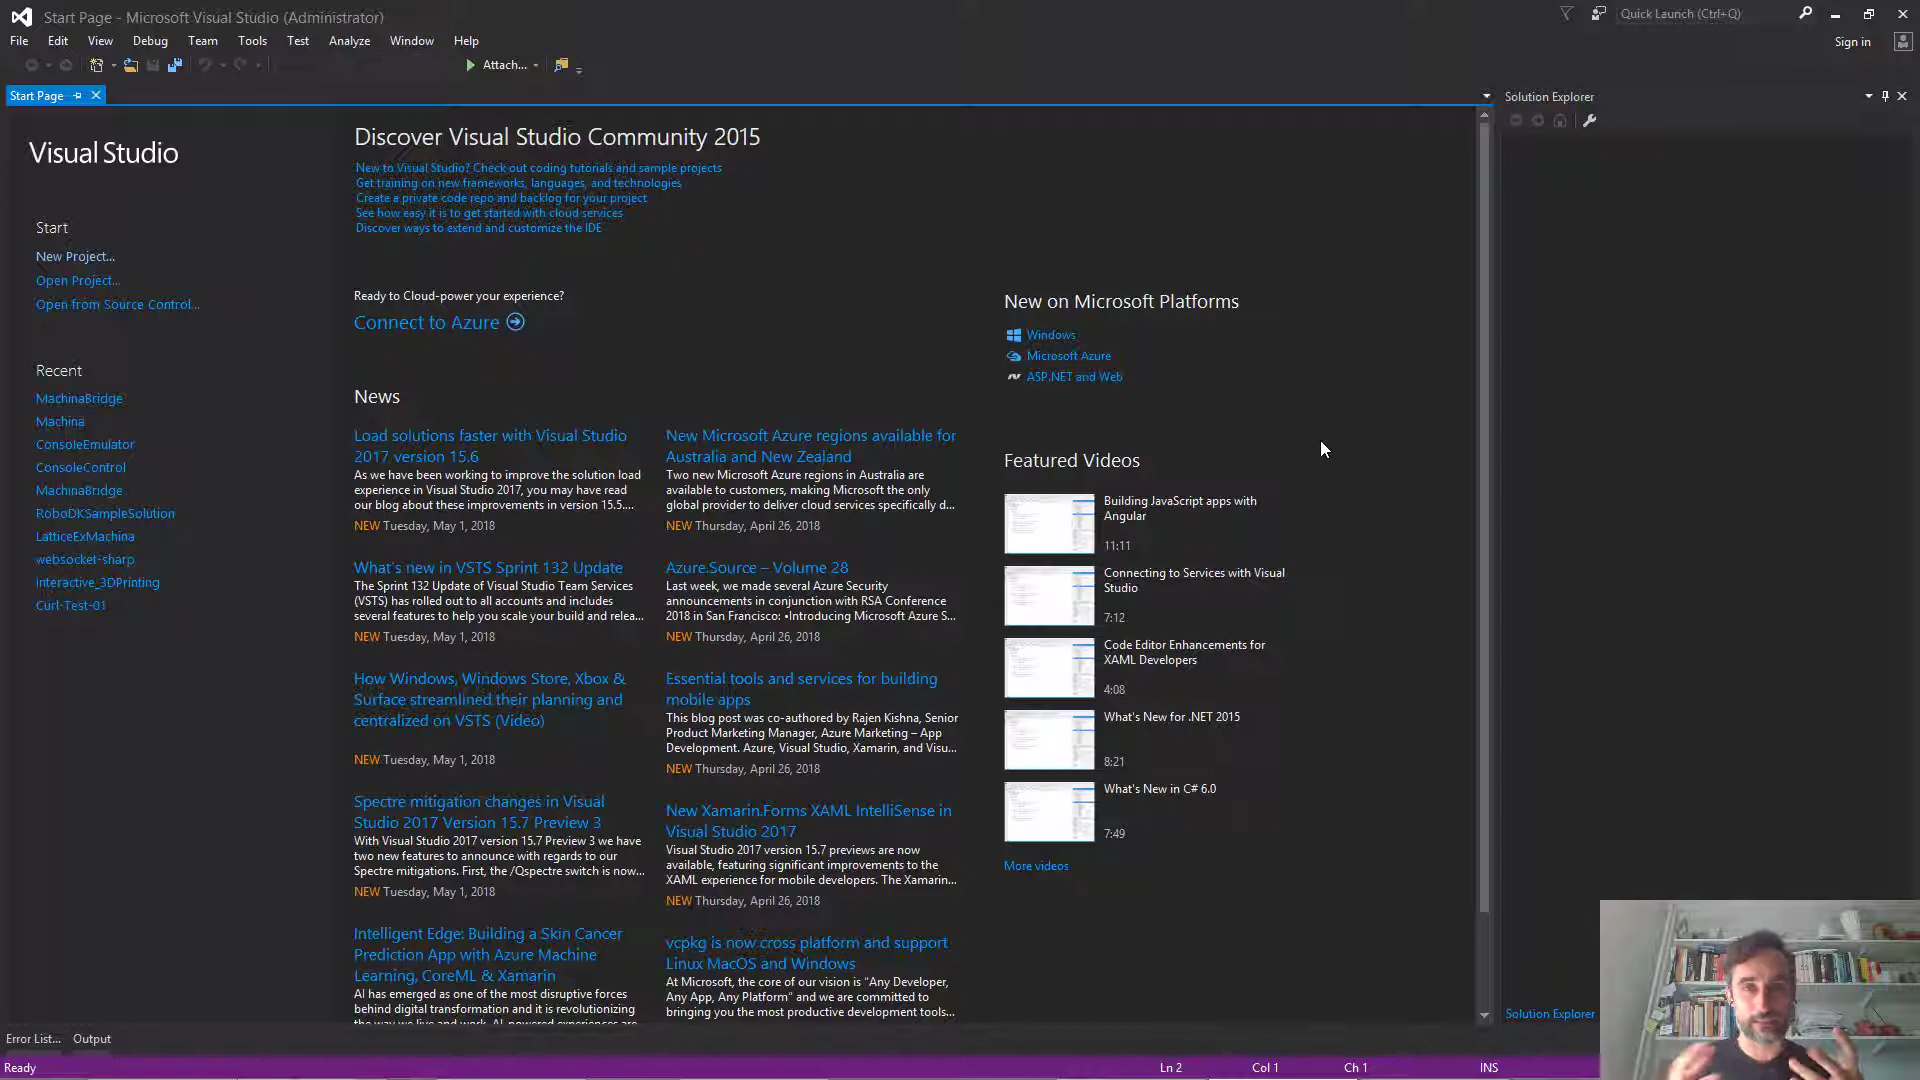 Start Page - Microsoft Visual Studio (Administrator)
Quick Launch (Ctrl+Q)
File Edit View Debug Team Tools Test Analyze Window Help
Sign in
Attach...
Start Page
Solution Explorer
Visual Studio
Start
New Project...
Open Project...
Open from Source Control...
Recent
MachinaBridge
Machina
ConsoleEmulator
ConsoleControl
MachinaBridge
RoboDKSampleSolution
LatticeExMachina
websocket-sharp
Interactive_3DPrinting
Curl-Test-01
Discover Visual Studio Community 2015
New to Visual Studio? Check out coding tutorials and sample projects
Get training on new frameworks, languages, and technologies
Create a private code repo and backlog for your project
See how easy it is to get started with cloud services
Discover ways to extend and customize the IDE
Ready to Cloud-power your experience?
Connect to Azure
News
Load solutions faster with Visual Studio
2017 version 15.6
As we have been working to improve the solution load
experience in Visual Studio 2017, you may have read
our blog about these improvements in version 15.5....
NEW Tuesday, May 1, 2018
What's new in VSTS Sprint 132 Update
The Sprint 132 Update of Visual Studio Team Services
(VSTS) has rolled out to all accounts and includes
several features to help you scale your build and relea...
NEW Tuesday, May 1, 2018
How Windows, Windows Store, Xbox &
Surface streamlined their planning and
centralized on VSTS (Video)
NEW Tuesday, May 1, 2018
Spectre mitigation changes in Visual
Studio 2017 Version 15.7 Preview 3
With Visual Studio 2017 version 15.7 Preview 3 we have
two new features to announce with regards to our
Spectre mitigations. First, the /Qspectre switch is now...
NEW Tuesday, May 1, 2018
Intelligent Edge: Building a Skin Cancer
Prediction App with Azure Machine
Learning, CoreML & Xamarin
AI has emerged as one of the most disruptive forces
behind digital transformation and it is revolutionizing
the way we live and work. AI-powered experiences are
New Microsoft Azure regions available for
Australia and New Zealand
Two new Microsoft Azure regions in Australia are
available to customers, making Microsoft the only
global provider to deliver cloud services specifically d...
NEW Thursday, April 26, 2018
Azure.Source – Volume 28
Last week, we made several Azure Security
announcements in conjunction with RSA Conference
2018 in San Francisco: •Introducing Microsoft Azure S...
NEW Thursday, April 26, 2018
Essential tools and services for building
mobile apps
This blog post was co-authored by Rajen Kishna, Senior
Product Marketing Manager, Azure Marketing – App
Development. Azure, Visual Studio, Xamarin, and Visu...
NEW Thursday, April 26, 2018
New Xamarin.Forms XAML IntelliSense in
Visual Studio 2017
Visual Studio 2017 version 15.7 previews are now
available, featuring significant improvements to the
XAML experience for mobile developers. The Xamarin...
NEW Thursday, April 26, 2018
vcpkg is now cross platform and support
Linux MacOS and Windows
At Microsoft, the core of our vision is “Any Developer,
Any App, Any Platform” and we are committed to
bringing you the most productive development tools...
New on Microsoft Platforms
Windows
Microsoft Azure
ASP.NET and Web
Featured Videos
Building JavaScript apps with
Angular
11:11
Connecting to Services with Visual
Studio
7:12
Code Editor Enhancements for
XAML Developers
4:08
What's New for .NET 2015
8:21
What's New in C# 6.0
7:49
More videos
Solution Explorer
Error List... Output
Ready
Ln 2 Col 1 Ch 1 INS